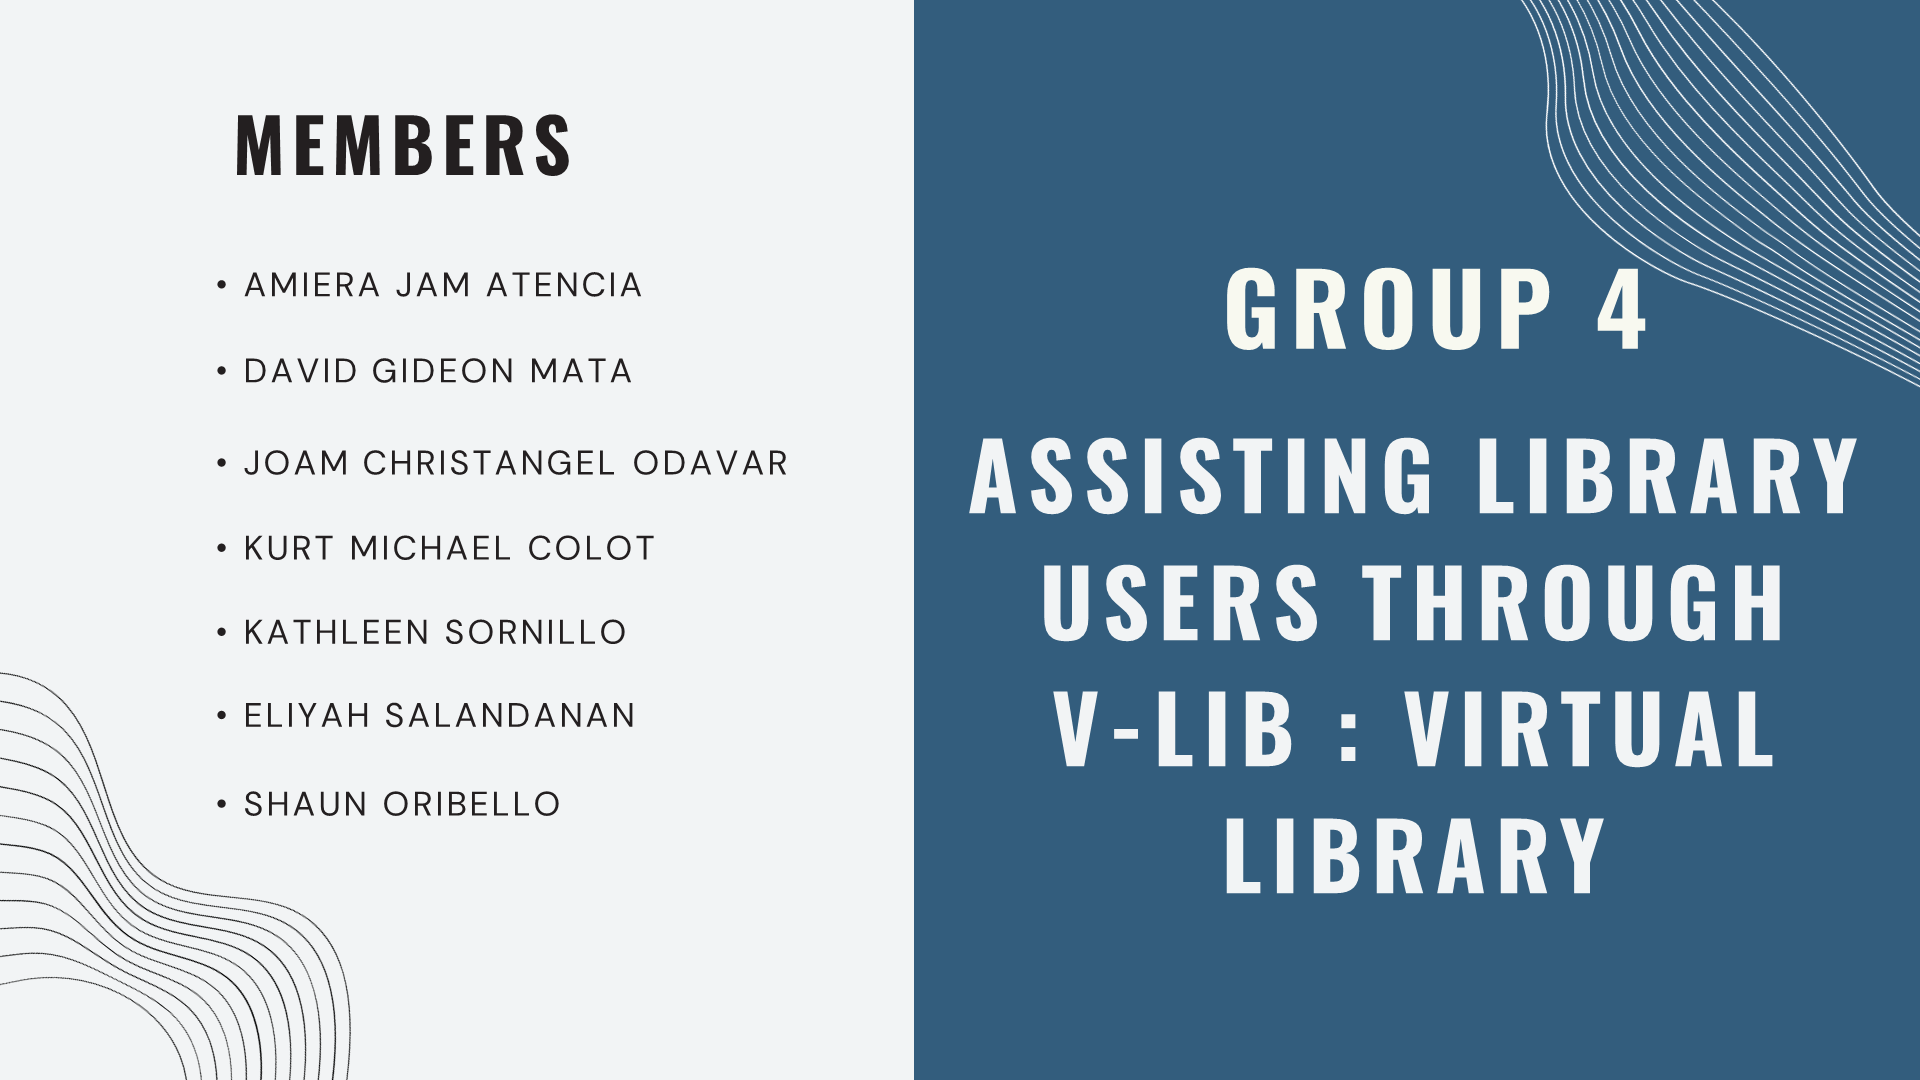 MEMBERS
• AMIERA JAM ATENCIA
• DAVID GIDEON MATA
• JOAM CHRISTANGEL ODAVAR
• KURT MICHAEL COLOT
• KATHLEEN SORNILLO
• ELIYAH SALANDANAN
• SHAUN ORIBELLO
GROUP 4
ASSISTING LIBRARY
USERS THROUGH
V-LIB : VIRTUAL
LIBRARY